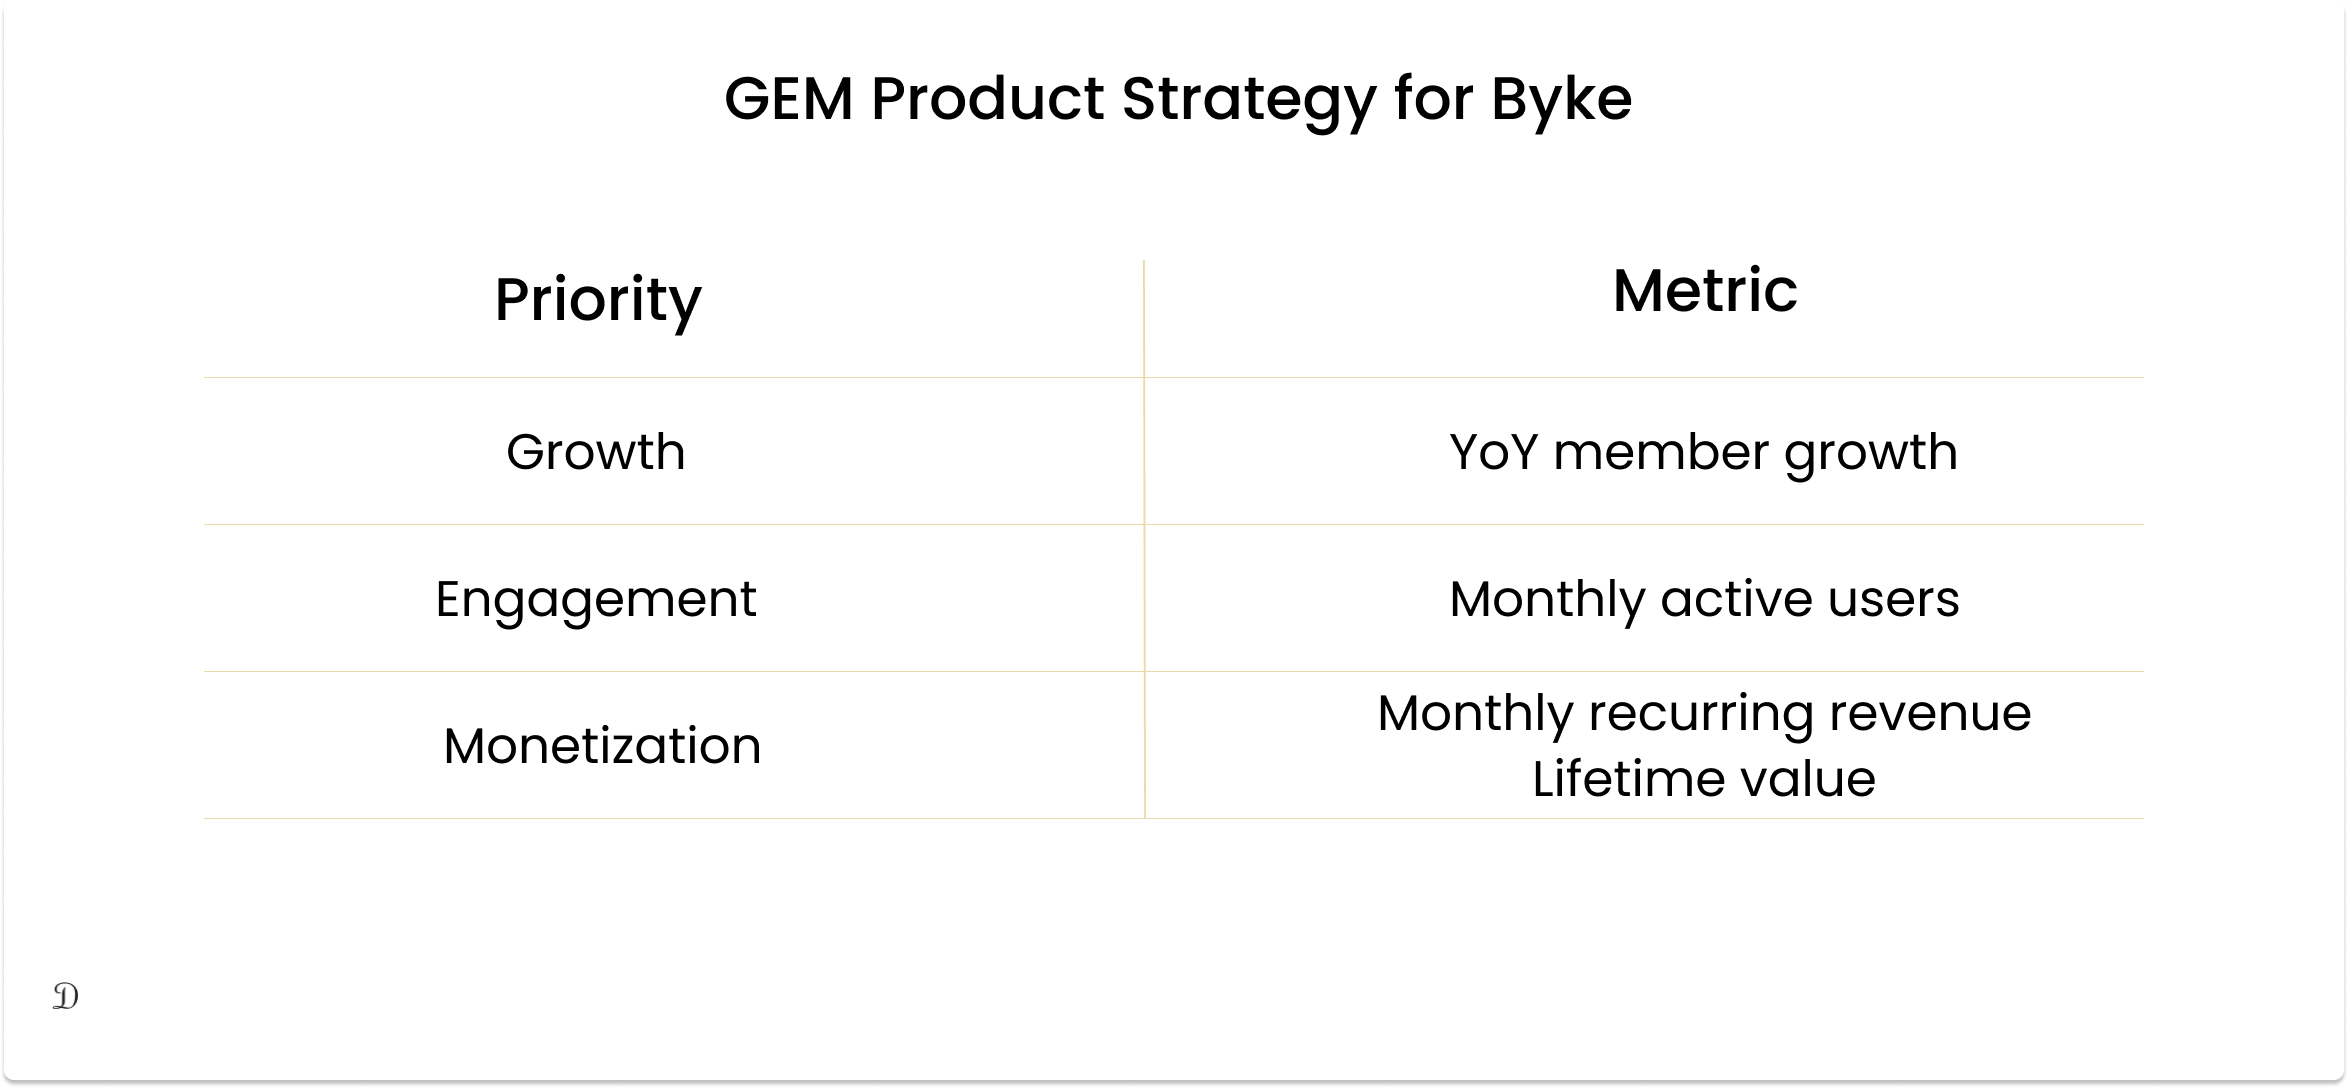 GEM Product Strategy for Byke
Priority
Metric
Growth
YoY member growth
Engagement
Monthly active users
Monetization
Monthly recurring revenue
Lifetime value
D